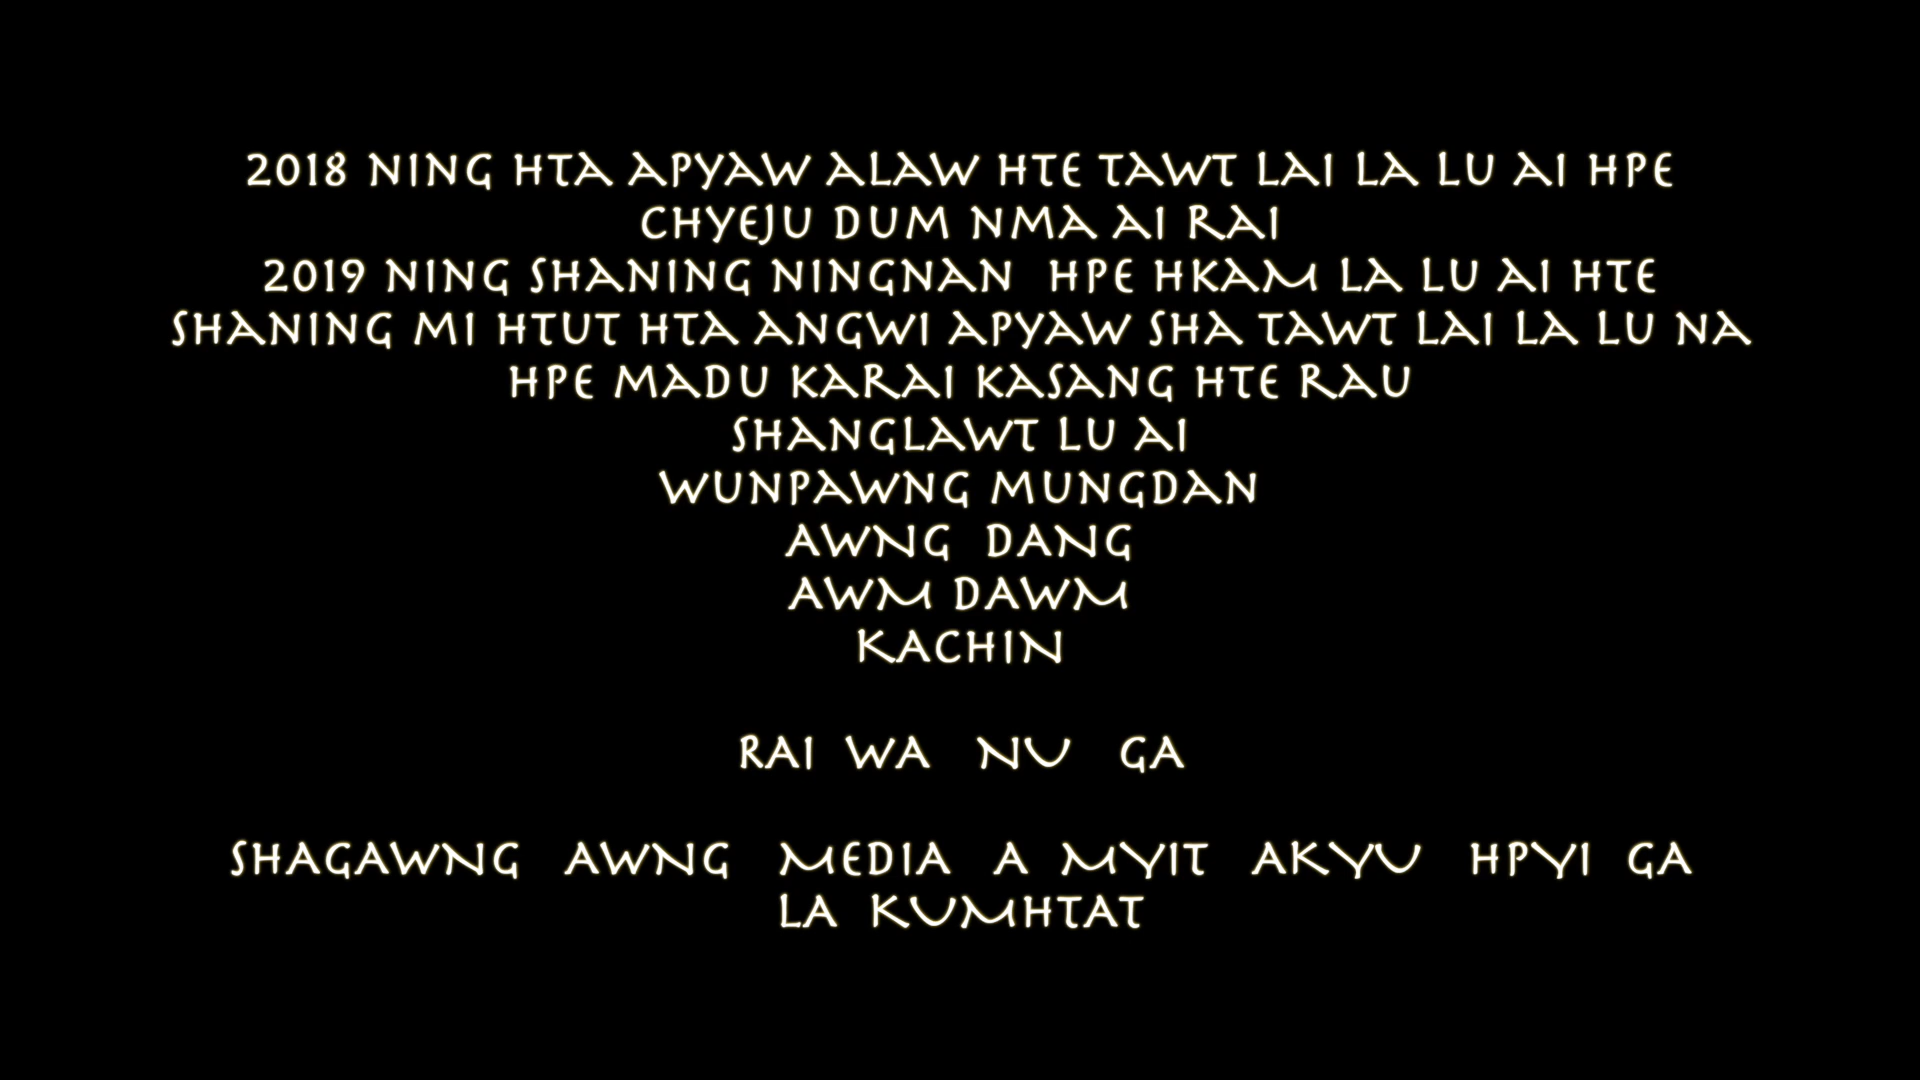 2018 NING HTA APYAW ALAW HTE TAWT LAI LA LU AI HPE
CHYEJU DUM NMA AI RAI
2019 NING SHANING NINGNAN HPE HKAM LA LU AI HTE
SHANING MI HTUT HTA ANGWI APYAW SHA TAWT LAI LA LU NA
HPE MADU KARAI KASANG HTE RAU
SHANGLAWT LU AI
WUNPAWNG MUNGDAN
AWNG DANG
AWM DAWM
KACHIN
RAI WA NU GA
SHAGAWNG AWNG MEDIA A MYIT AKYU HPYI GA
LA KUMHTAT